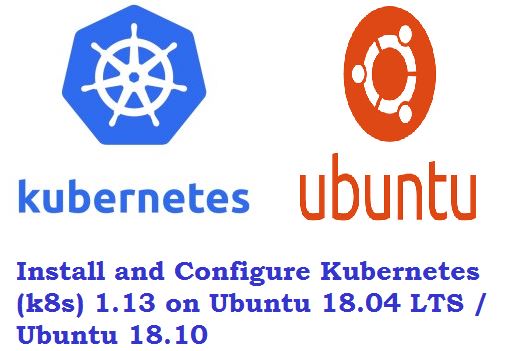 kubernetes
ubuntu
Install and Configure Kubernetes
(k8s) 1.13 on Ubuntu 18.04 LTS /
Ubuntu 18.10